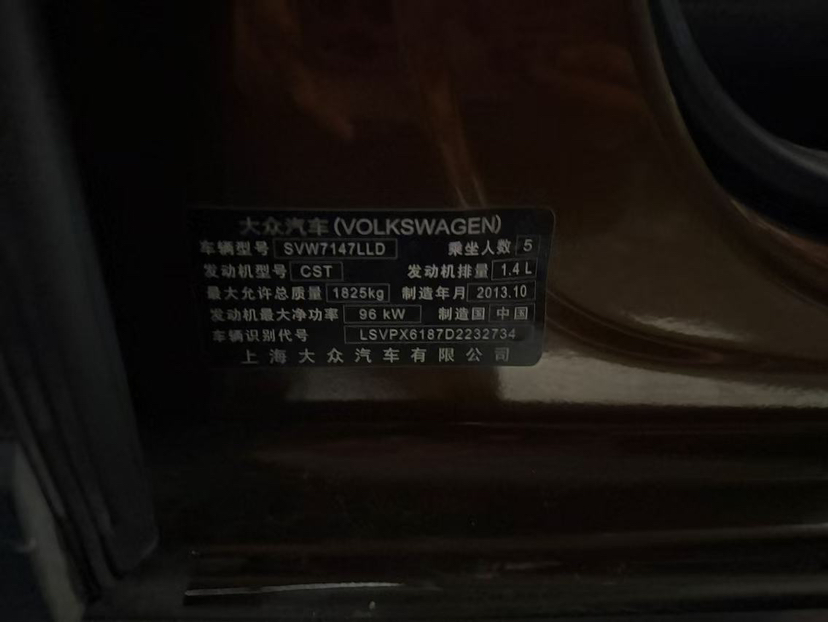 大众汽车(VOLKSWAGEN)
车辆型号 SVW7147LLD 乘坐人数 5
发动机型号 CST 发动机排量 1.4 L
最大允许总质量 1825kg 制造年月 2013.10
发动机最大净功率 96 kW 制造国 中国
车辆识别代号 LSVPX6187D2232734
上海大众汽车有限公司